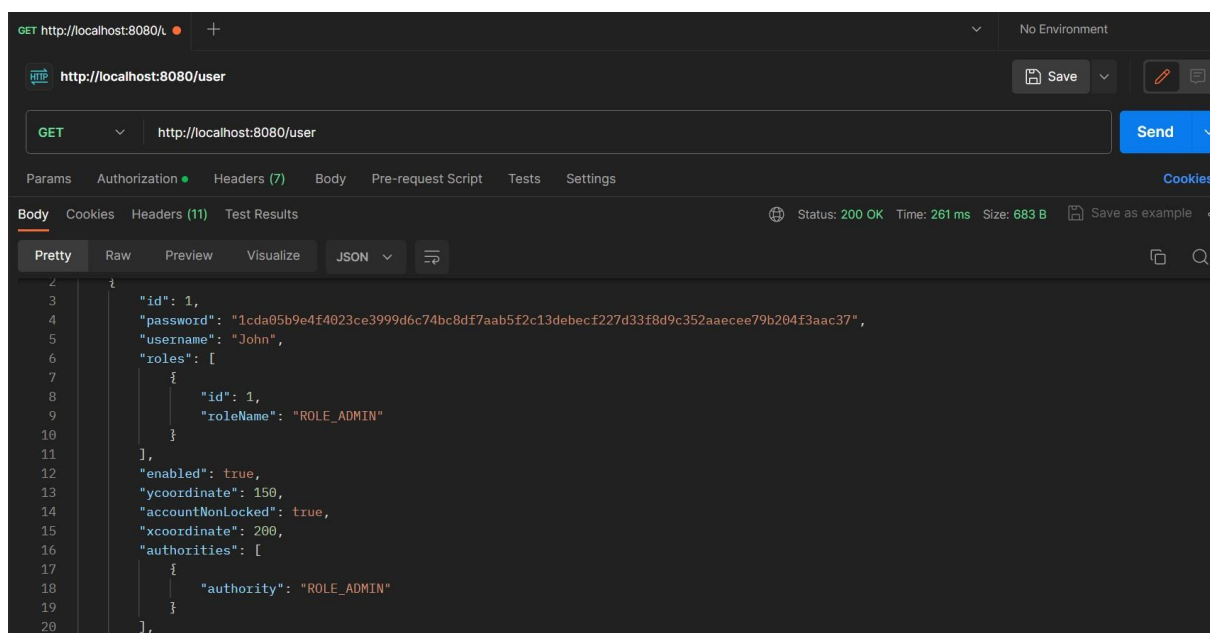 GET http://localhost:8080/u
No Environment
HTTP http://localhost:8080/user
Save
GET http://localhost:8080/user Send
Params Authorization Headers (7) Body Pre-request Script Tests Settings Cookies
Body Cookies Headers (11) Test Results Status: 200 OK Time: 261 ms Size: 683 B Save as example
Pretty Raw Preview Visualize JSON
2 {
3 "id": 1,
4 "password": "1cda05b9e4f4023ce3999d6c74bc8df7aab5f2c13debecf227d33f8d9c352aaecee79b204f3aac37",
5 "username": "John",
6 "roles": [
7 {
8 "id": 1,
9 "roleName": "ROLE_ADMIN"
10 }
11 ],
12 "enabled": true,
13 "ycoordinate": 150,
14 "accountNonLocked": true,
15 "xcoordinate": 200,
16 "authorities": [
17 {
18 "authority": "ROLE_ADMIN"
19 }
20 ],